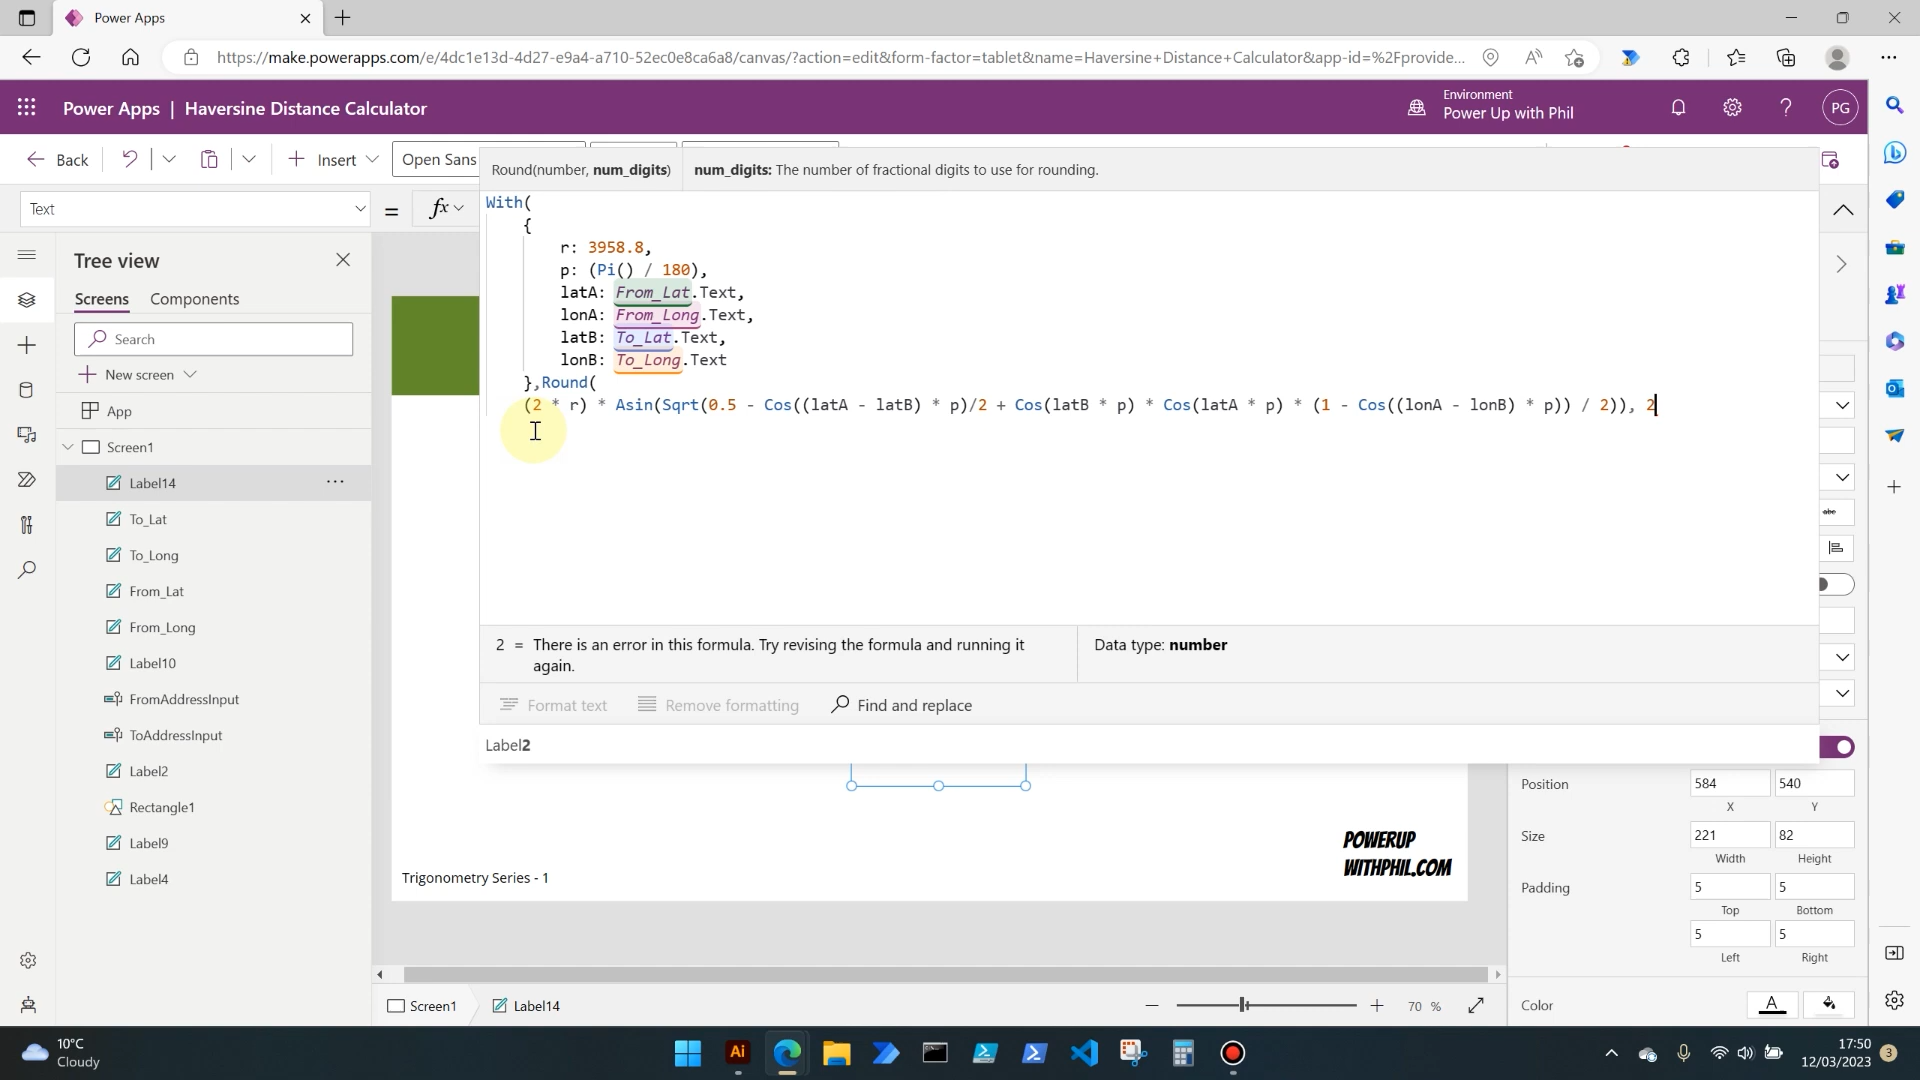 Power Apps
https://make.powerapps.com/e/4dc1e13d-4d27-e9a4-a710-52ec0e8ca6a8/canvas/?action=edit&form-factor=tablet&name=Haversine+Distance+Calculator&app-id=%2Fprovide...
Power Apps | Haversine Distance Calculator
Environment
Power Up with Phil
PG
Back
Insert
Open Sans
Round(number, num_digits)
num_digits: The number of fractional digits to use for rounding.
Text
=
fx
With(
{
r: 3958.8,
p: (Pi() / 180),
latA: From_Lat.Text,
lonA: From_Long.Text,
latB: To_Lat.Text,
lonB: To_Long.Text
},Round(
(2 * r) * Asin(Sqrt(0.5 - Cos((latA - latB) * p)/2 + Cos(latB * p) * Cos(latA * p) * (1 - Cos((lonA - lonB) * p)) / 2)), 2
2 = There is an error in this formula. Try revising the formula and running it
again.
Data type: number
Format text
Remove formatting
Find and replace
Label2
Tree view
Screens
Components
Search
New screen
App
Screen1
Label14
...
To_Lat
To_Long
From_Lat
From_Long
Label10
FromAddressInput
ToAddressInput
Label2
Rectangle1
Label9
Label4
Trigonometry Series - 1
POWERUP
WITHPHIL.COM
abc
Position
584
540
X
Y
Size
221
82
Width
Height
Padding
5
5
Top
Bottom
5
5
Left
Right
Color
A
Screen1
Label14
70 %
10°C
Cloudy
Ai
17:50
12/03/2023
3